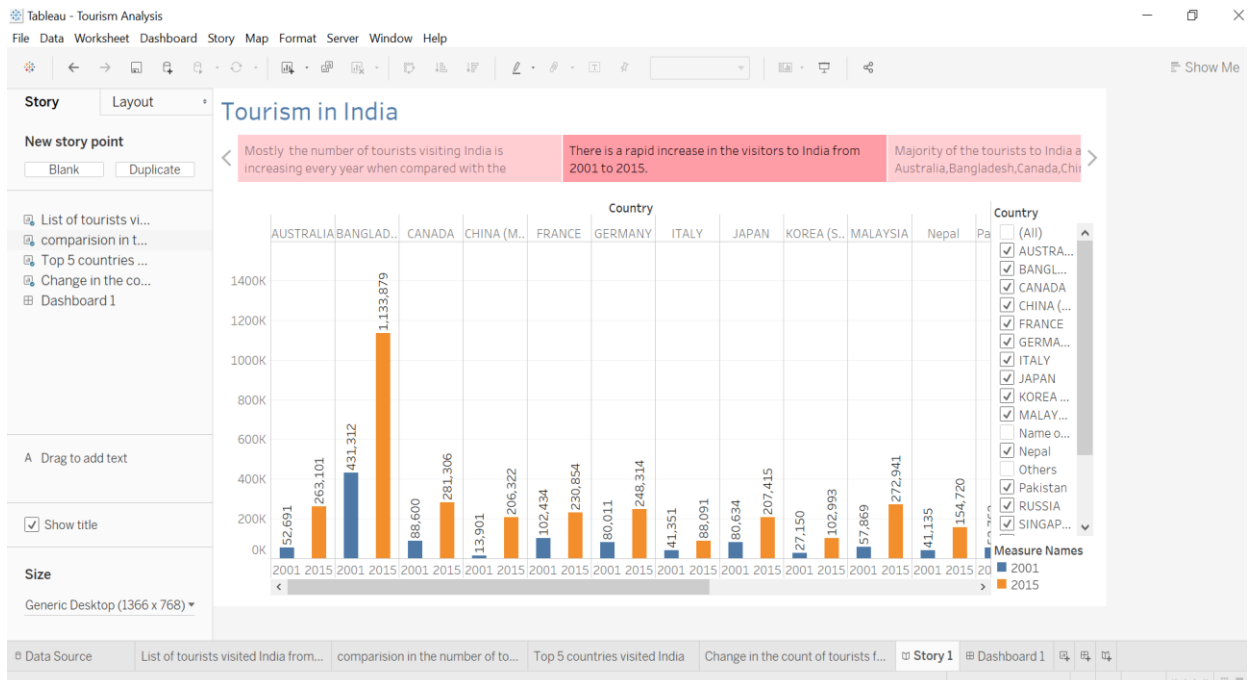 Tableau - Tourism Analysis
File Data Worksheet Dashboard Story Map Format Server Window Help
Show Me
Story Layout
New story point
Blank Duplicate
List of tourists vi...
comparision in t...
Top 5 countries ...
Change in the co...
Dashboard 1
A Drag to add text
Show title
Size
Generic Desktop (1366 x 768)
Tourism in India
Mostly the number of tourists visiting India is
increasing every year when compared with the
There is a rapid increase in the visitors to India from
2001 to 2015.
Majority of the tourists to India a
Australia,Bangladesh,Canada,Chi
Country
AUSTRALIA BANGLAD.. CANADA CHINA (M.. FRANCE GERMANY ITALY JAPAN KOREA (S.. MALAYSIA Nepal Pa
1400K
1200K
1000K
800K
600K
400K
200K
0K
52,691 263,101 431,312 1,133,879 88,600 281,306 13,901 206,322 102,434 230,854 80,011 248,314 41,351 88,091 80,634 207,415 27,150 102,993 57,869 272,941 41,135 154,720
2001 2015 2001 2015 2001 2015 2001 2015 2001 2015 2001 2015 2001 2015 2001 2015 2001 2015 2001 2015 2001 2015 20
Country
(All)
AUSTRA...
BANGL...
CANADA
CHINA (...
FRANCE
GERMA...
ITALY
JAPAN
KOREA ...
MALAY...
Name o...
Nepal
Others
Pakistan
RUSSIA
SINGAP...
Measure Names
2001
2015
Data Source List of tourists visited India from... comparision in the number of to... Top 5 countries visited India Change in the count of tourists f... Story 1 Dashboard 1